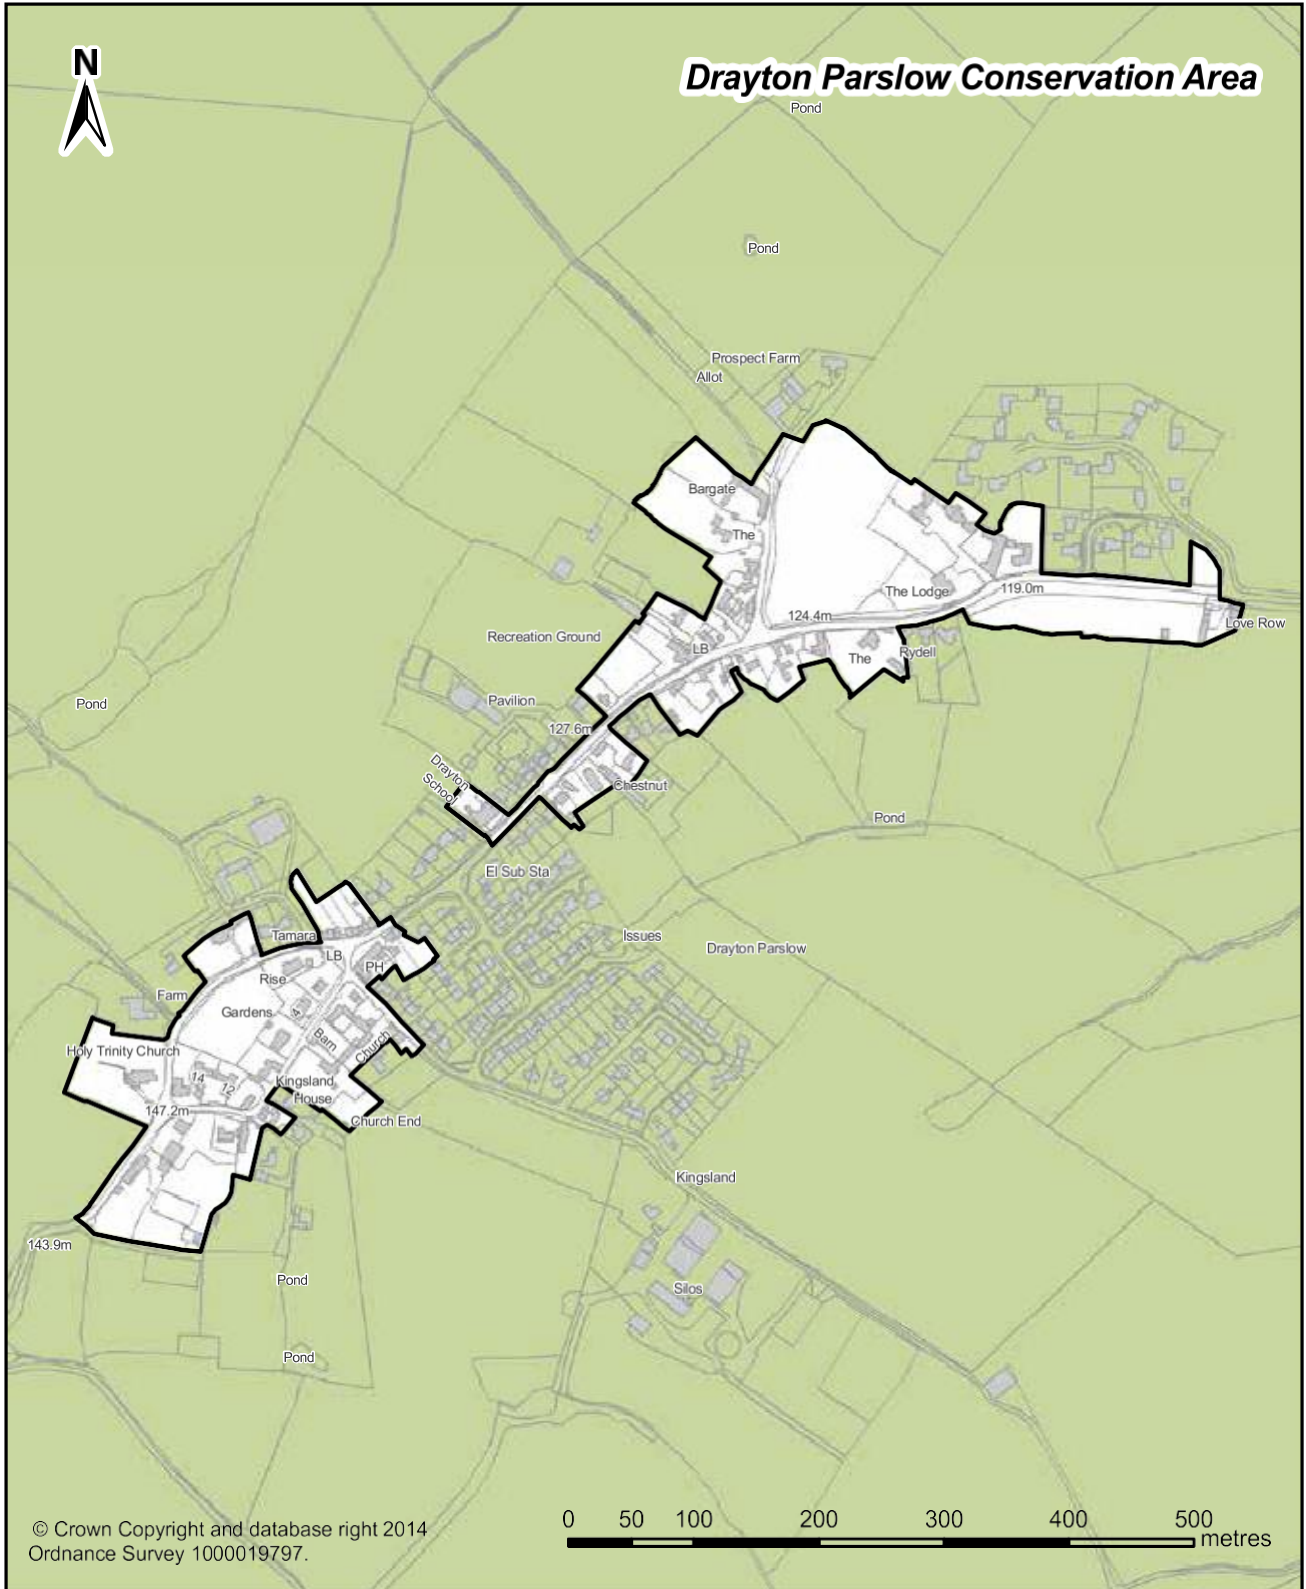 N
Drayton Parslow Conservation Area
Pond
Pond
Prospect Farm
Allot
Bargate
The
The Lodge
119.0m
124.4m
Love Row
Recreation Ground
LB
The
Rydell
Pond
Pavilion
127.6m
Drayton
School
Chestnut
Pond
El Sub Sta
Tamara
Issues
Drayton Parslow
LB
PH
Rise
Farm
Gardens
4
Barn
Church
Holy Trinity Church
14
12
Kingsland
House
147.2m
Church End
Kingsland
143.9m
Pond
Silos
Pond
© Crown Copyright and database right 2014
Ordnance Survey 1000019797.
0 50 100 200 300 400 500
metres